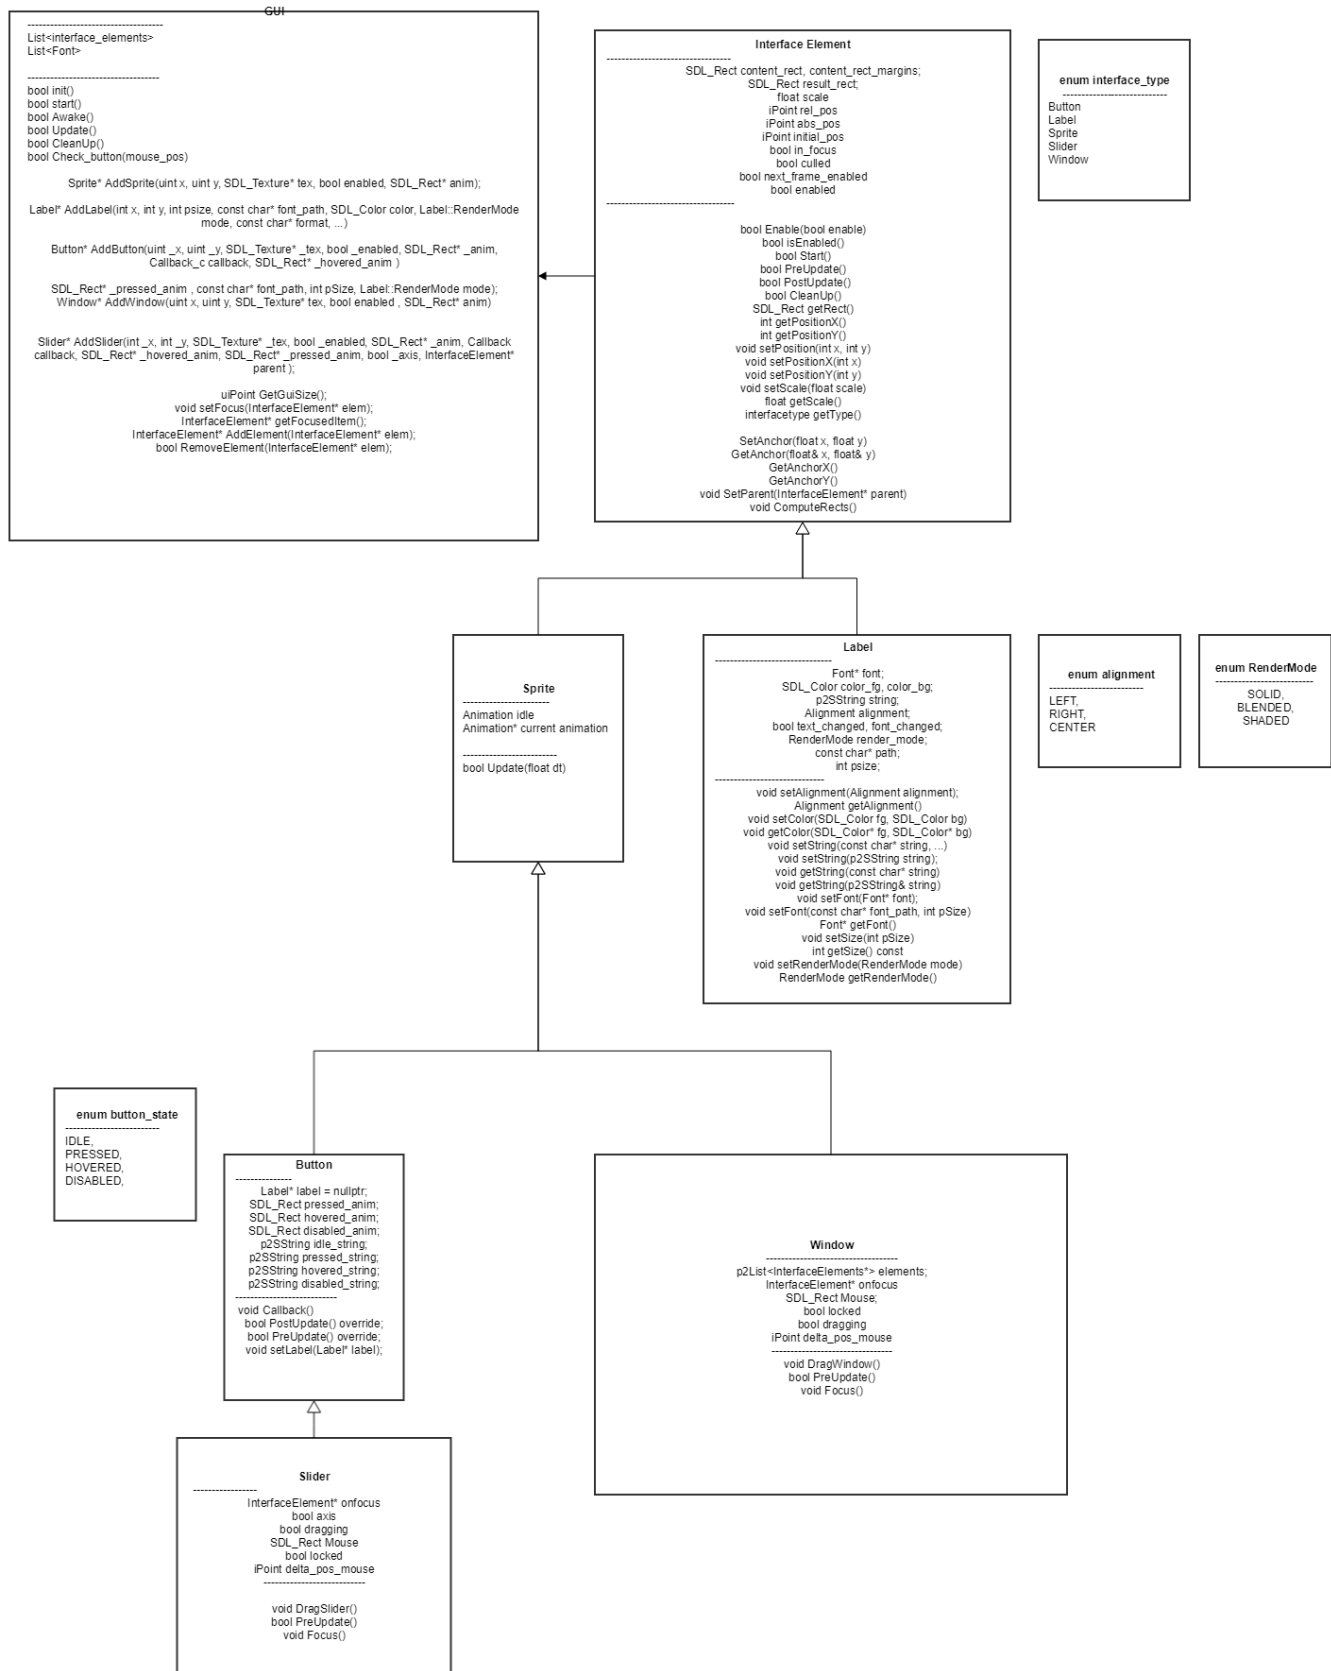 GUI
-----------------------------------
List<interface_elements>
List<Font>
----------------------------------
bool init()
bool start()
bool Awake()
bool Update()
bool CleanUp()
bool Check_button(mouse_pos)
Sprite* AddSprite(uint x, uint y, SDL_Texture* tex, bool enabled, SDL_Rect* anim);
Label* AddLabel(int x, int y, int psize, const char* font_path, SDL_Color color, Label::RenderMode
mode, const char* format, ...)
Button* AddButton(uint _x, uint _y, SDL_Texture* _tex, bool _enabled, SDL_Rect* _anim,
Callback_c callback, SDL_Rect* _hovered_anim )
SDL_Rect* _pressed_anim , const char* font_path, int pSize, Label::RenderMode mode);
Window* AddWindow(uint x, uint y, SDL_Texture* tex, bool enabled , SDL_Rect* anim)
Slider* AddSlider(int _x, int _y, SDL_Texture* _tex, bool _enabled, SDL_Rect* _anim, Callback
callback, SDL_Rect* _hovered_anim, SDL_Rect* _pressed_anim, bool _axis, InterfaceElement*
parent );
uiPoint GetGuiSize();
void setFocus(InterfaceElement* elem);
InterfaceElement* getFocusedItem();
InterfaceElement* AddElement(InterfaceElement* elem);
bool RemoveElement(InterfaceElement* elem);
Interface Element
--------------------------------
SDL_Rect content_rect, content_rect_margins;
SDL_Rect result_rect;
float scale
iPoint rel_pos
iPoint abs_pos
iPoint initial_pos
bool in_focus
bool culled
bool next_frame_enabled
bool enabled
---------------------------------
bool Enable(bool enable)
bool isEnabled()
bool Start()
bool PreUpdate()
bool PostUpdate()
bool CleanUp()
SDL_Rect getRect()
int getPositionX()
int getPositionY()
void setPosition(int x, int y)
void setPositionX(int x)
void setPositionY(int y)
void setScale(float scale)
float getScale()
interfacetype getType()
SetAnchor(float x, float y)
GetAnchor(float& x, float& y)
GetAnchorX()
GetAnchorY()
void SetParent(InterfaceElement* parent)
void ComputeRects()
enum interface_type
---------------------------
Button
Label
Sprite
Slider
Window
Sprite
-----------------------
Animation idle
Animation* current animation
-------------------------
bool Update(float dt)
Label
-------------------------------
Font* font;
SDL_Color color_fg, color_bg;
p2SString string;
Alignment alignment;
bool text_changed, font_changed;
RenderMode render_mode;
const char* path;
int psize;
-----------------------------
void setAlignment(Alignment alignment);
Alignment getAlignment()
void setColor(SDL_Color fg, SDL_Color bg)
void getColor(SDL_Color* fg, SDL_Color* bg)
void setString(const char* string, ...)
void setString(p2SString string);
void getString(const char* string)
void getString(p2SString& string)
void setFont(Font* font);
void setFont(const char* font_path, int pSize)
Font* getFont()
void setSize(int pSize)
int getSize() const
void setRenderMode(RenderMode mode)
RenderMode getRenderMode()
enum alignment
-------------------------
LEFT,
RIGHT,
CENTER
enum RenderMode
--------------------------
SOLID,
BLENDED,
SHADED
enum button_state
-------------------------
IDLE,
PRESSED,
HOVERED,
DISABLED,
Button
---------------
Label* label = nullptr;
SDL_Rect pressed_anim;
SDL_Rect hovered_anim;
SDL_Rect disabled_anim;
p2SString idle_string;
p2SString pressed_string;
p2SString hovered_string;
p2SString disabled_string;
---------------------------
void Callback()
bool PostUpdate() override;
bool PreUpdate() override;
void setLabel(Label* label);
Window
----------------------------------
p2List<InterfaceElements*> elements;
InterfaceElement* onfocus
SDL_Rect Mouse;
bool locked
bool dragging
iPoint delta_pos_mouse
--------------------------------
void DragWindow()
bool PreUpdate()
void Focus()
Slider
-----------------
InterfaceElement* onfocus
bool axis
bool dragging
SDL_Rect Mouse
bool locked
iPoint delta_pos_mouse
---------------------------
void DragSlider()
bool PreUpdate()
void Focus()